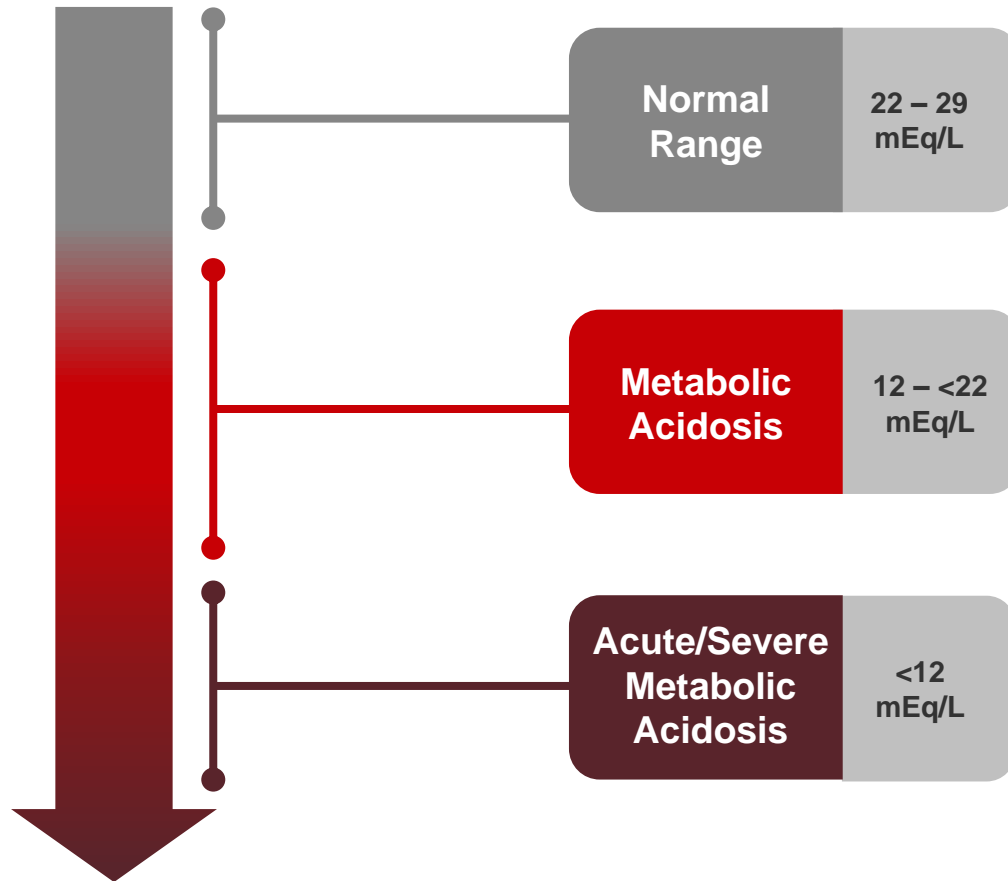 Normal
Range
22 – 29
mEq/L
Metabolic
Acidosis
12 – <22
mEq/L
Acute/Severe
Metabolic
Acidosis
<12
mEq/L